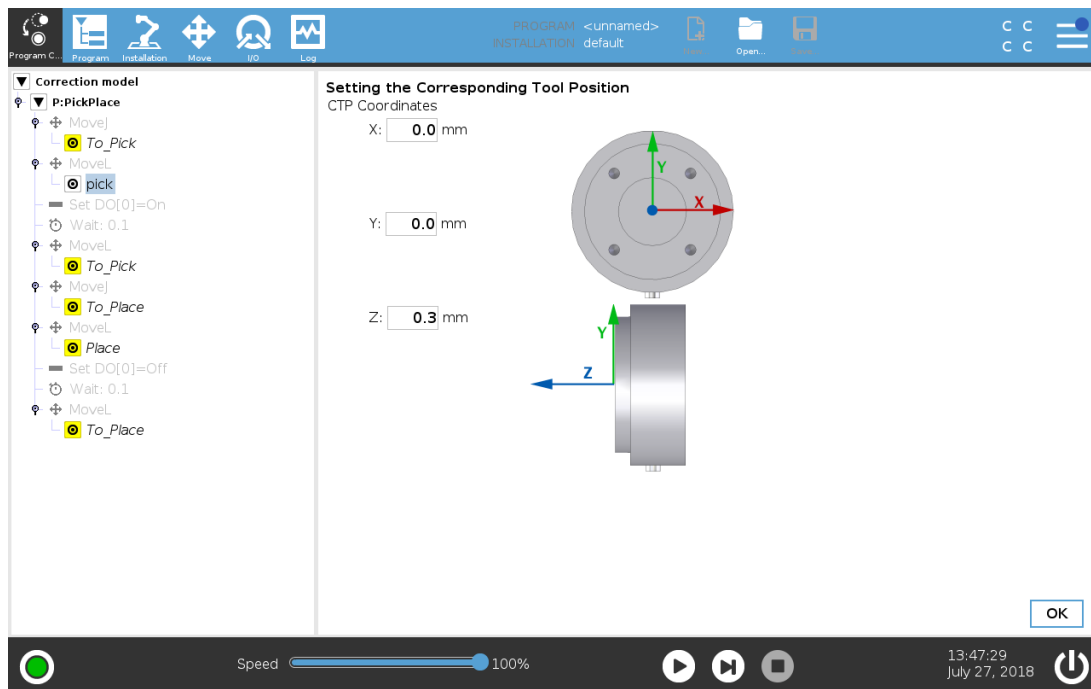 PROGRAM <unnamed>
INSTALLATION default
Program C...
Program
Installation
Move
I/O
Log
New...
Open...
Save...
C C
C C
Correction model
P:PickPlace
MoveJ
To_Pick
MoveL
pick
Set DO[0]=On
Wait: 0.1
MoveL
To_Pick
MoveJ
To_Place
MoveL
Place
Set DO[0]=Off
Wait: 0.1
MoveL
To_Place
Setting the Corresponding Tool Position
CTP Coordinates
X: 0.0 mm
Y: 0.0 mm
Z: 0.3 mm
Y
X
Y
Z
OK
Speed 100%
13:47:29
July 27, 2018